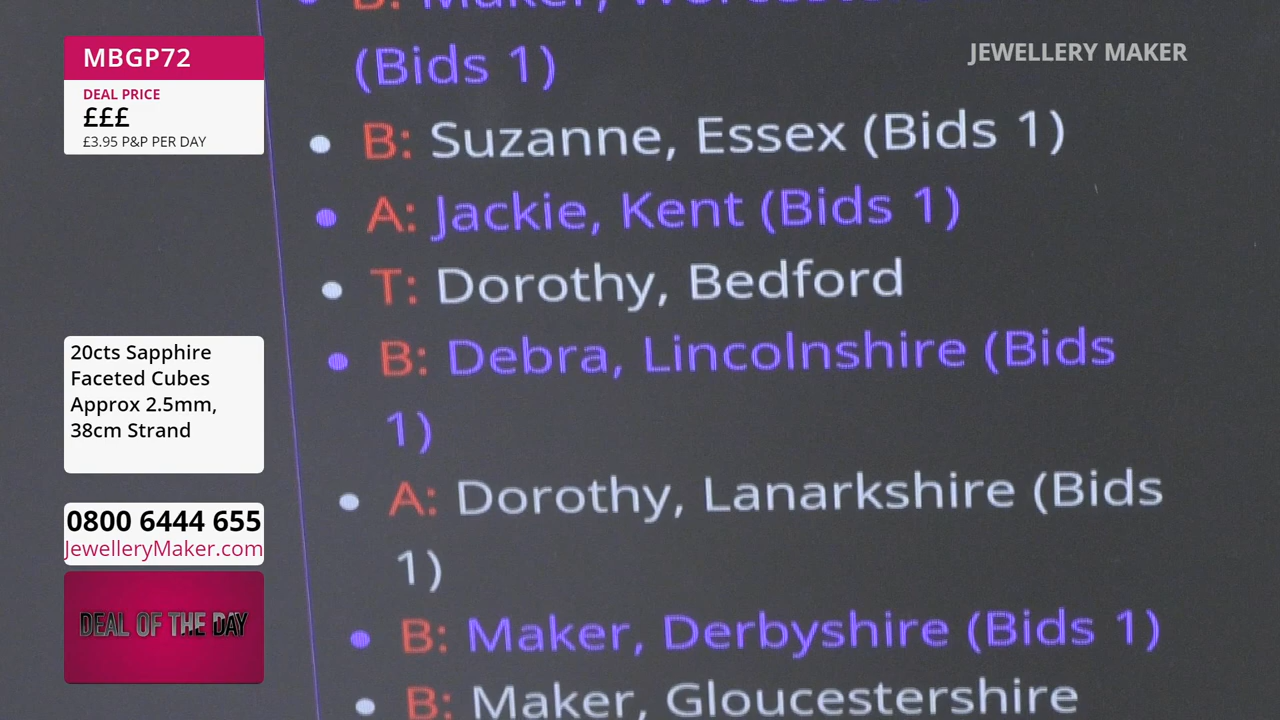 MBGP72
DEAL PRICE
£££
£3.95 P&P PER DAY
20cts Sapphire
Faceted Cubes
Approx 2.5mm,
38cm Strand
0800 6444 655
JewelleryMaker.com
DEAL OF THE DAY
JEWELLERY MAKER
B: Maker,
(Bids 1)
B: Suzanne, Essex (Bids 1)
A: Jackie, Kent (Bids 1)
T: Dorothy, Bedford
B: Debra, Lincolnshire (Bids
1)
A: Dorothy, Lanarkshire (Bids
1)
B: Maker, Derbyshire (Bids 1)
B: Maker, Gloucestershire